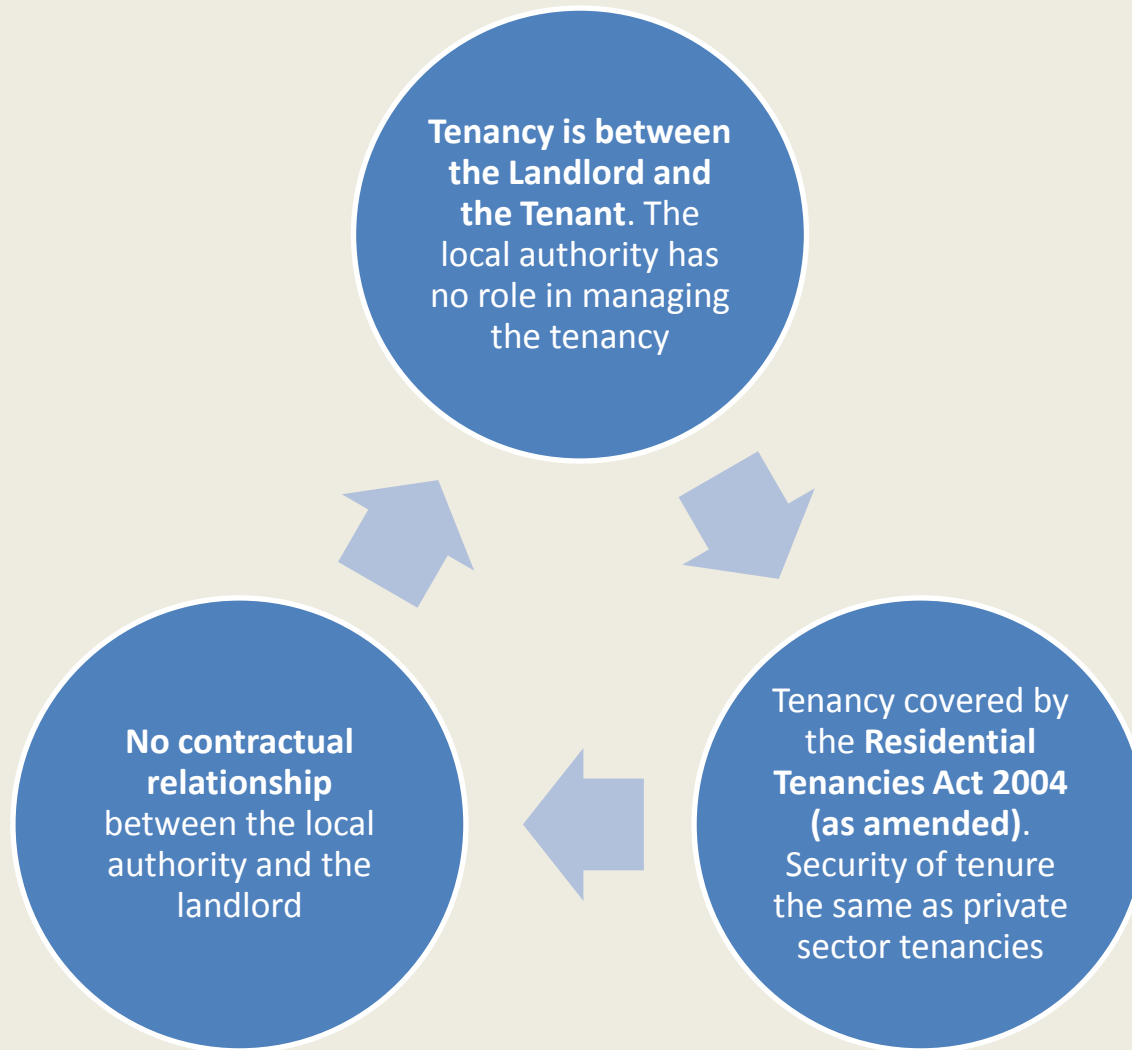 Tenancy is between
the Landlord and
the Tenant. The
local authority has
no role in managing
the tenancy
Tenancy covered by
the Residential
Tenancies Act 2004
(as amended).
Security of tenure
the same as private
sector tenancies
No contractual
relationship
between the local
authority and the
landlord